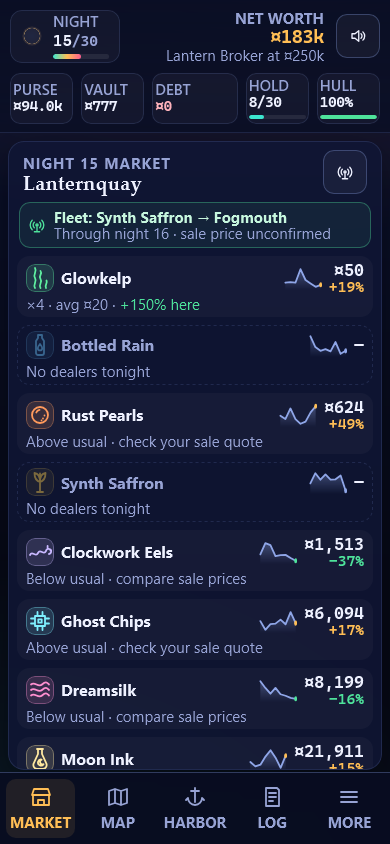 NIGHT
15/30
NET WORTH
¤183k
Lantern Broker at ¤250k
PURSE
¤94.0k
VAULT
¤777
DEBT
¤0
HOLD
8/30
HULL
100%
NIGHT 15 MARKET
Lanternquay
Fleet: Synth Saffron → Fogmouth
Through night 16 · sale price unconfirmed
Glowkelp
¤50
+19%
×4 · avg ¤20 · +150% here
Bottled Rain
—
No dealers tonight
Rust Pearls
¤624
+49%
Above usual · check your sale quote
Synth Saffron
—
No dealers tonight
Clockwork Eels
¤1,513
−37%
Below usual · compare sale prices
Ghost Chips
¤6,094
+17%
Above usual · check your sale quote
Dreamsilk
¤8,199
−16%
Below usual · compare sale prices
Moon Ink
¤21,911
+15%
MARKET
MAP
HARBOR
LOG
MORE